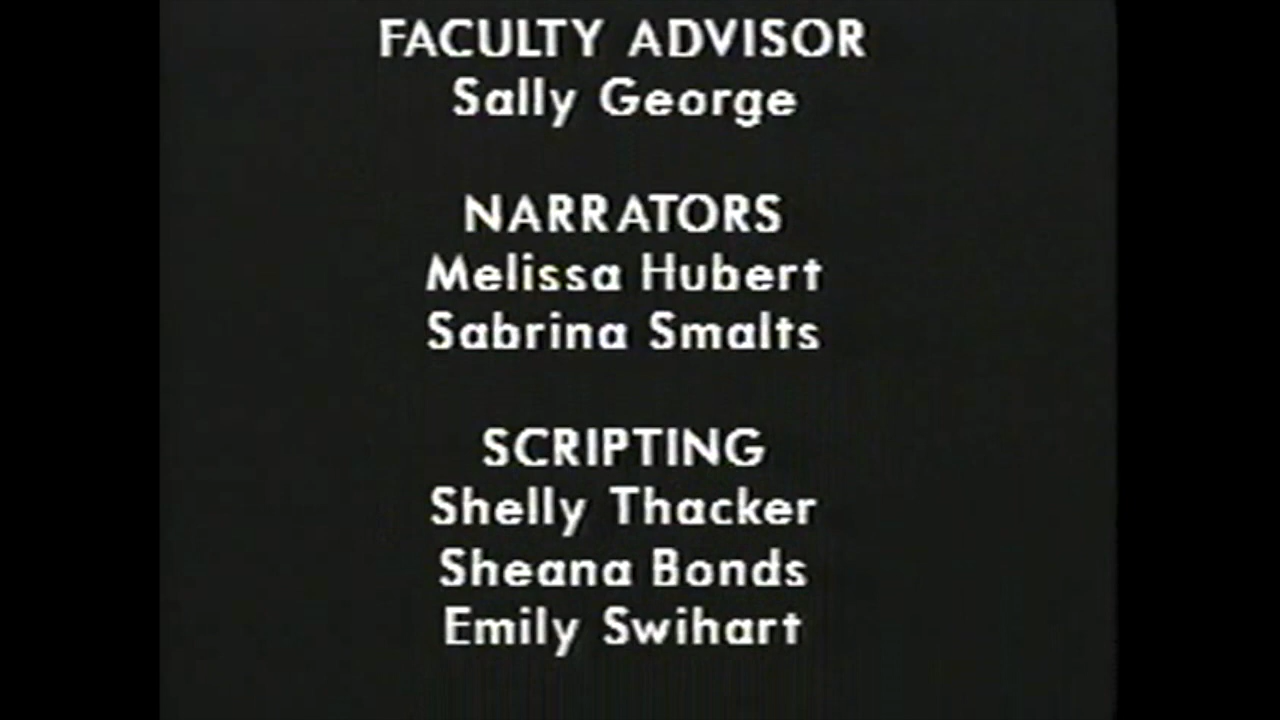 FACULTY ADVISOR
Sally George
NARRATORS
Melissa Hubert
Sabrina Smalts
SCRIPTING
Shelly Thacker
Sheana Bonds
Emily Swihart